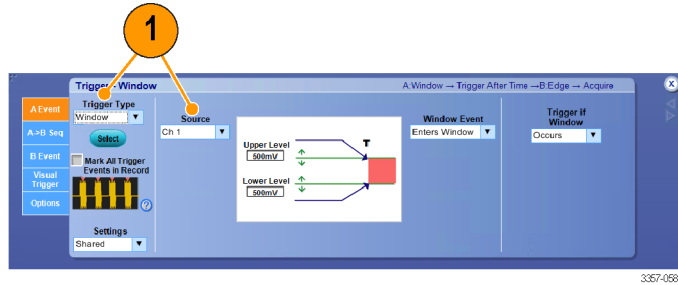 1
Trigger - Window
A:Window → Trigger After Time →B:Edge → Acquire
X
A Event
A->B Seq
B Event
Visual
Trigger
Options
Trigger Type
Window
Select
Mark All Trigger
Events in Record
?
Settings
Shared
Source
Ch 1
Upper Level
500mV
Lower Level
500mV
T
Window Event
Enters Window
Trigger if
Window
Occurs
3357-058